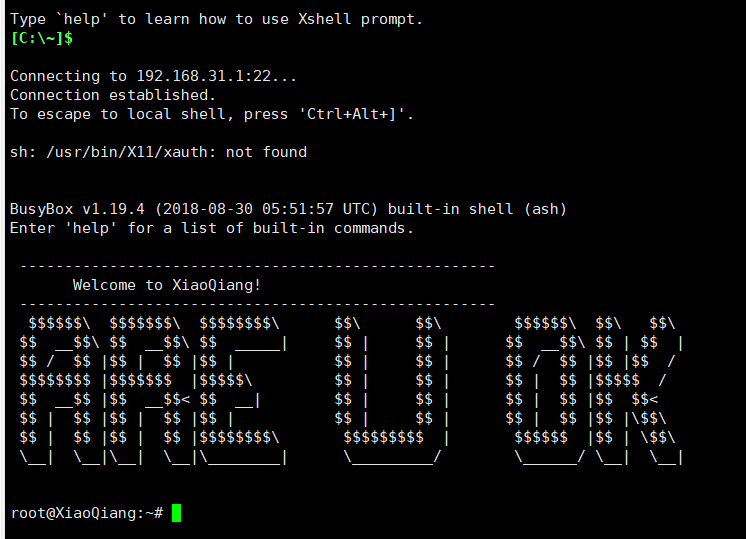 Type `help' to learn how to use Xshell prompt.
[C:\~]$
Connecting to 192.168.31.1:22...
Connection established.
To escape to local shell, press 'Ctrl+Alt+]'.
sh: /usr/bin/X11/xauth: not found
BusyBox v1.19.4 (2018-08-30 05:51:57 UTC) built-in shell (ash)
Enter 'help' for a list of built-in commands.
-----------------------------------------------------
Welcome to XiaoQiang!
-----------------------------------------------------
  $$$$$$\  $$$$$$$\  $$$$$$$$\      $$\      $$\        $$$$$$\  $$\   $$\
 $$  __$$\ $$  __$$\ $$  _____|     $$ |     $$ |      $$  __$$\ $$ | $$  |
 $$ /  $$ |$$ |  $$ |$$ |           $$ |     $$ |      $$ /  $$ |$$ |$$  /
 $$$$$$$$ |$$$$$$$  |$$$$$\         $$ |     $$ |      $$ |  $$ |$$$$$  /
 $$  __$$ |$$  __$$< $$  __|        $$ |     $$ |      $$ |  $$ |$$  $$<
 $$ |  $$ |$$ |  $$ |$$ |           $$ |     $$ |      $$ |  $$ |$$ |\$$\
 $$ |  $$ |$$ |  $$ |$$$$$$$$\       $$$$$$$$$  |       $$$$$$  |$$ | \$$\
 \__|  \__|\__|  \__|\________|      \_________/        \______/ \__|  \__|
root@XiaoQiang:~#